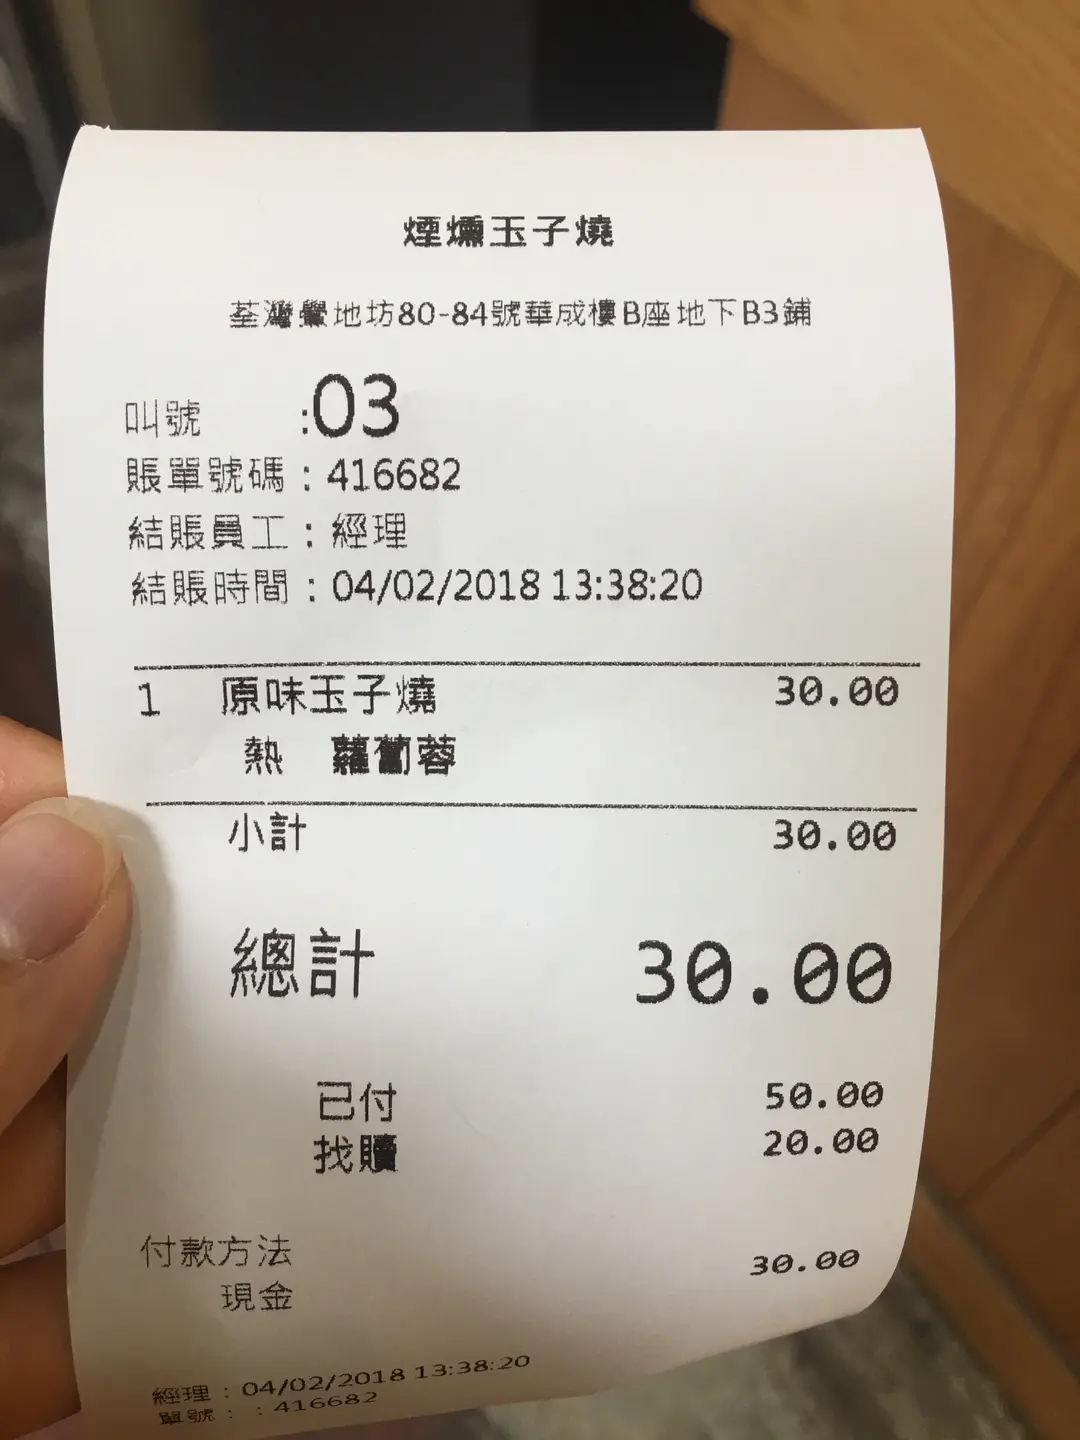 煙燻玉子燒
荃灣鱟地坊80-84號華成樓B座地下B3鋪
叫號 :03
賬單號碼 : 416682
結賬員工 : 經理
結賬時間 : 04/02/2018 13:38:20
1 原味玉子燒 30.00
熱 蘿蔔蓉
小計 30.00
總計 30.00
已付 50.00
找贖 20.00
付款方法
現金 30.00
經理 : 04/02/2018 13:38:20
單號 : : 416682